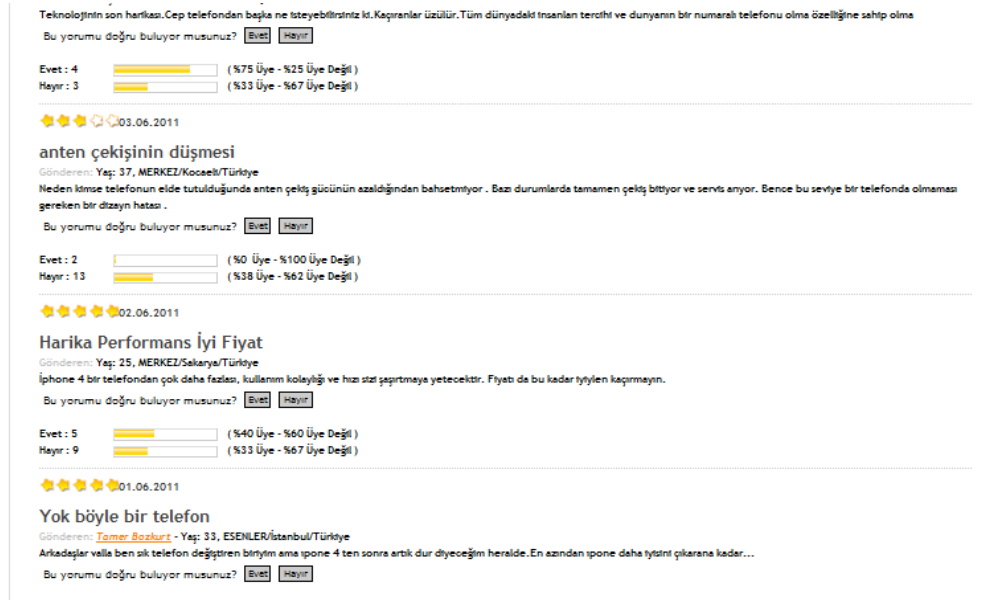 Teknolojinin son harikası.Cep telefondan başka ne isteyebilirsiniz ki.Kaçıranlar üzülür.Tüm dünyadaki insanları tercihi ve dunyanın bir numaralı telefonu olma özelliğine sahip olma
Bu yorumu doğru buluyor musunuz? Evet Hayır
Evet : 4 ( %75 Üye - %25 Üye Değil )
Hayır : 3 ( %33 Üye - %67 Üye Değil )
03.06.2011
anten çekişinin düşmesi
Gönderen: Yaş: 37, MERKEZ/Kocaeli/Türkiye
Neden kimse telefonun elde tutulduğunda anten çekiş gücünün azaldığından bahsetmiyor . Bazı durumlarda tamamen çekiş bitiyor ve servis arıyor. Bence bu seviye bir telefonda olmaması
gereken bir dizayn hatası .
Bu yorumu doğru buluyor musunuz? Evet Hayır
Evet : 2 ( %0 Üye - %100 Üye Değil )
Hayır : 13 ( %38 Üye - %62 Üye Değil )
02.06.2011
Harika Performans İyi Fiyat
Gönderen: Yaş: 25, MERKEZ/Sakarya/Türkiye
İphone 4 bir telefondan çok daha fazlası, kullanım kolaylığı ve hızı sizi şaşırtmaya yetecektir. Fiyatı da bu kadar iyiylen kaçırmayın.
Bu yorumu doğru buluyor musunuz? Evet Hayır
Evet : 5 ( %40 Üye - %60 Üye Değil )
Hayır : 9 ( %33 Üye - %67 Üye Değil )
01.06.2011
Yok böyle bir telefon
Gönderen: Tamer Bozkurt - Yaş: 33, ESENLER/İstanbul/Türkiye
Arkadaşlar valla ben sık telefon değiştiren biriyim ama ıpone 4 ten sonra artık dur diyeceğim heralde.En azından ıpone daha iyisini çıkarana kadar...
Bu yorumu doğru buluyor musunuz? Evet Hayır